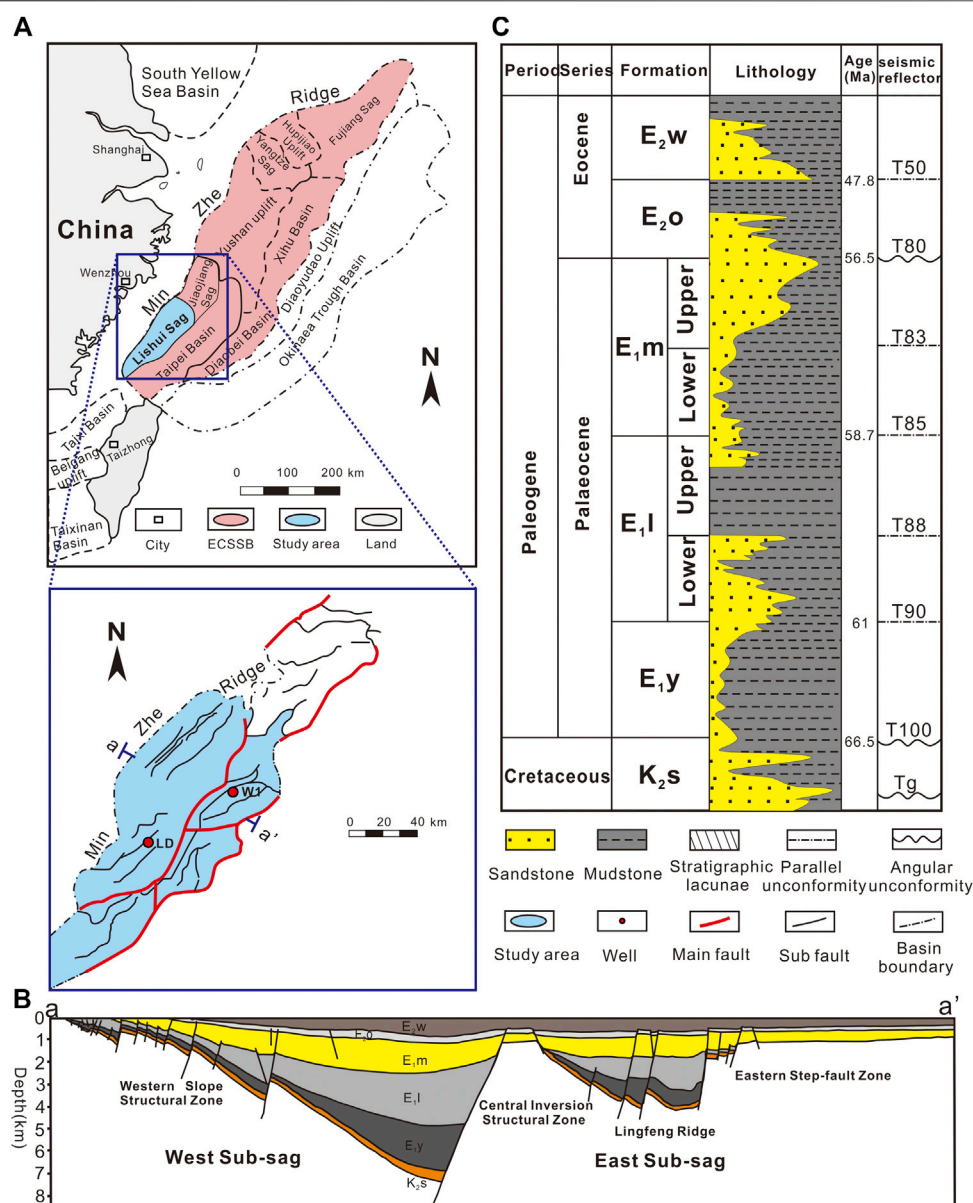 A
South Yellow
Sea Basin
Ridge
Fujiang Sag
Hupijiao
Uplift
Yangtze
Sag
Shanghai
Zhe
China
Yushan uplift
Xihu Basin
Diaoyudao Uplift
Okinaea Trough Basin
Wenzhou
Jiaojiang
Sag
Min
Lishui Sag
Taipei Basin
Diaobei Basin
N
Taixi Basin
Taizhong
Beigang
uplift
Taixinan
Basin
0 100 200 km
City
ECSSB
Study area
Land
N
Ridge
Zhe
a
W1
a'
0 20 40 km
LD
Min
C
Period
Series
Formation
Lithology
Age
(Ma)
seismic
reflector
Paleogene
Eocene
E₂w
47.8
T50
E₂o
56.5
T80
Palaeocene
E₁m
Upper
T83
Lower
58.7
T85
E₁l
Upper
T88
Lower
61
T90
E₁y
66.5
T100
Cretaceous
K₂s
Tg
Sandstone
Mudstone
Stratigraphic
lacunae
Parallel
unconformity
Angular
unconformity
Study area
Well
Main fault
Sub fault
Basin
boundary
B
a
a'
0
1
2
3
4
5
6
7
8
Depth(km)
E₂w
E₂o
E₁m
E₁l
E₁y
K₂s
Western Slope
Structural Zone
West Sub-sag
Central Inversion
Structural Zone
Lingfeng Ridge
East Sub-sag
Eastern Step-fault Zone